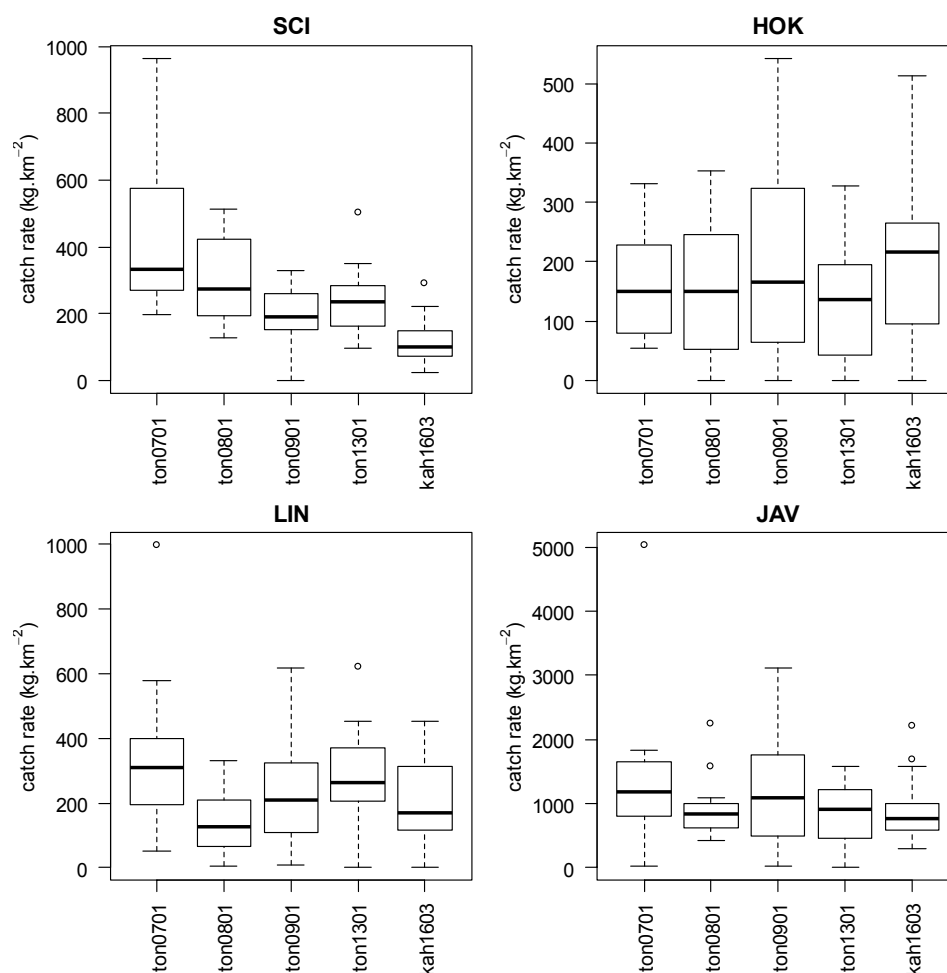 SCI
catch rate (kg.km−2)
1000
800
600
400
200
0
ton0701
ton0801
ton0901
ton1301
kah1603
HOK
catch rate (kg.km−2)
500
400
300
200
100
0
ton0701
ton0801
ton0901
ton1301
kah1603
LIN
catch rate (kg.km−2)
1000
800
600
400
200
0
ton0701
ton0801
ton0901
ton1301
kah1603
JAV
catch rate (kg.km−2)
5000
4000
3000
2000
1000
0
ton0701
ton0801
ton0901
ton1301
kah1603